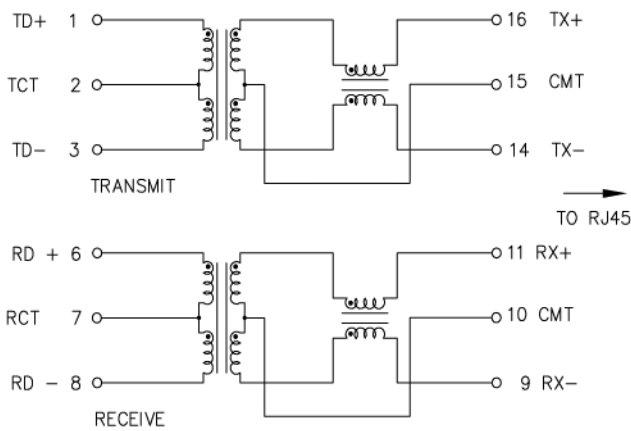 TD+ 1 16 TX+
TCT 2 15 CMT
TD- 3 14 TX-
TRANSMIT
TO RJ45
RD + 6 11 RX+
RCT 7 10 CMT
RD - 8 9 RX-
RECEIVE